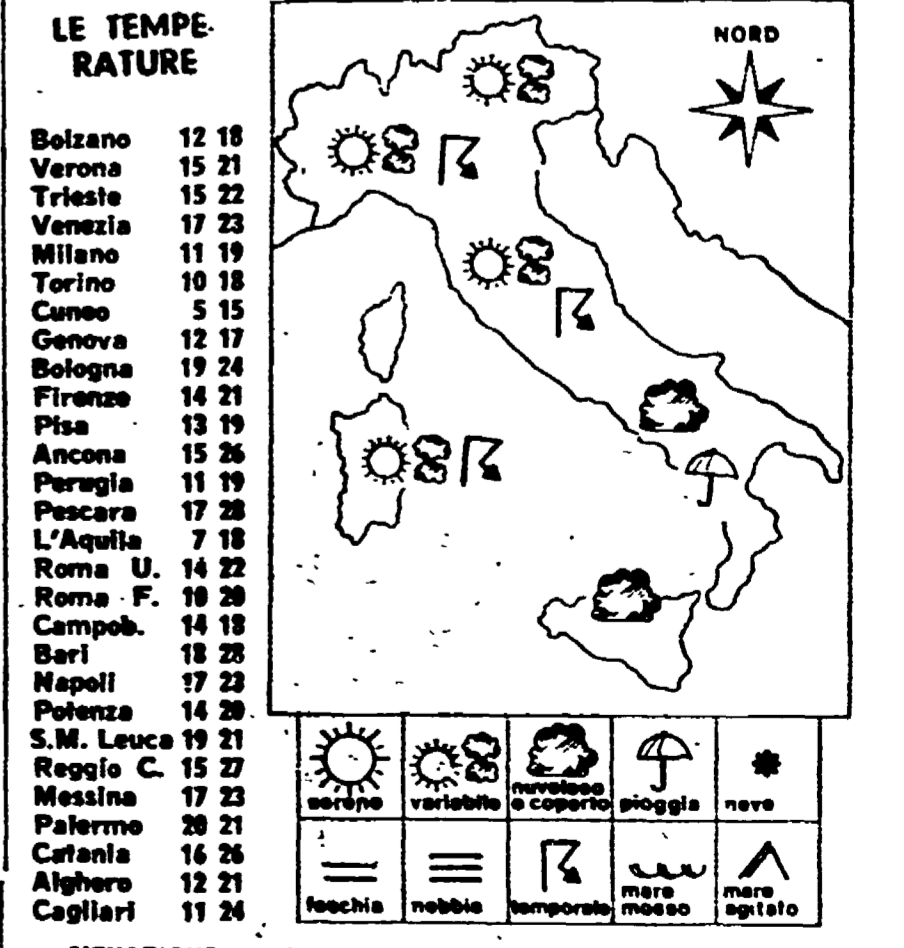 LE TEMPE-
RATURE
Bolzano 12 18
Verona 15 21
Trieste 15 22
Venezia 17 23
Milano 11 19
Torino 10 18
Cuneo 5 15
Genova 12 17
Bologna 19 24
Firenze 14 21
Pisa 13 19
Ancona 15 26
Perugia 11 19
Pescara 17 28
L'Aquila 7 18
Roma U. 14 22
Roma F. 20
Campob. 14 18
Bari 18 28
Napoli 17 23
Potenza 14 20
S.M. Leuca 19 21
Reggio C. 15 27
Messina 17 23
Palermo 20 21
Catania 16 26
Alghero 12 21
Cagliari 11 24
NORD
sereno
variabile
nuvoloso
o coperto
pioggia
neve
foschia
nebbia
temporale
mare
mosso
mare
agitato